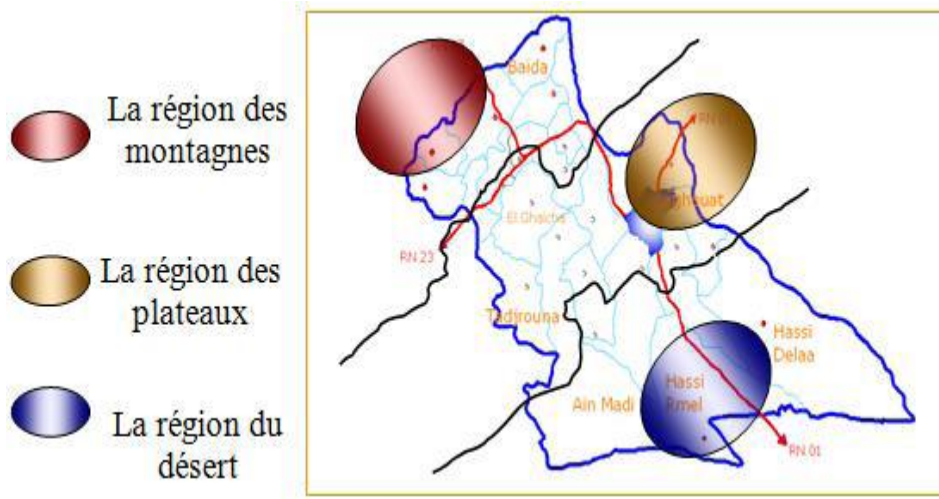 La région des
montagnes
La région des
plateaux
La région du
désert
Baida
RN
El Ghicha
RN 23
Tadjrouna
Hassi
Delaa
Ain Madi
Hassi
Rmel
RN 01